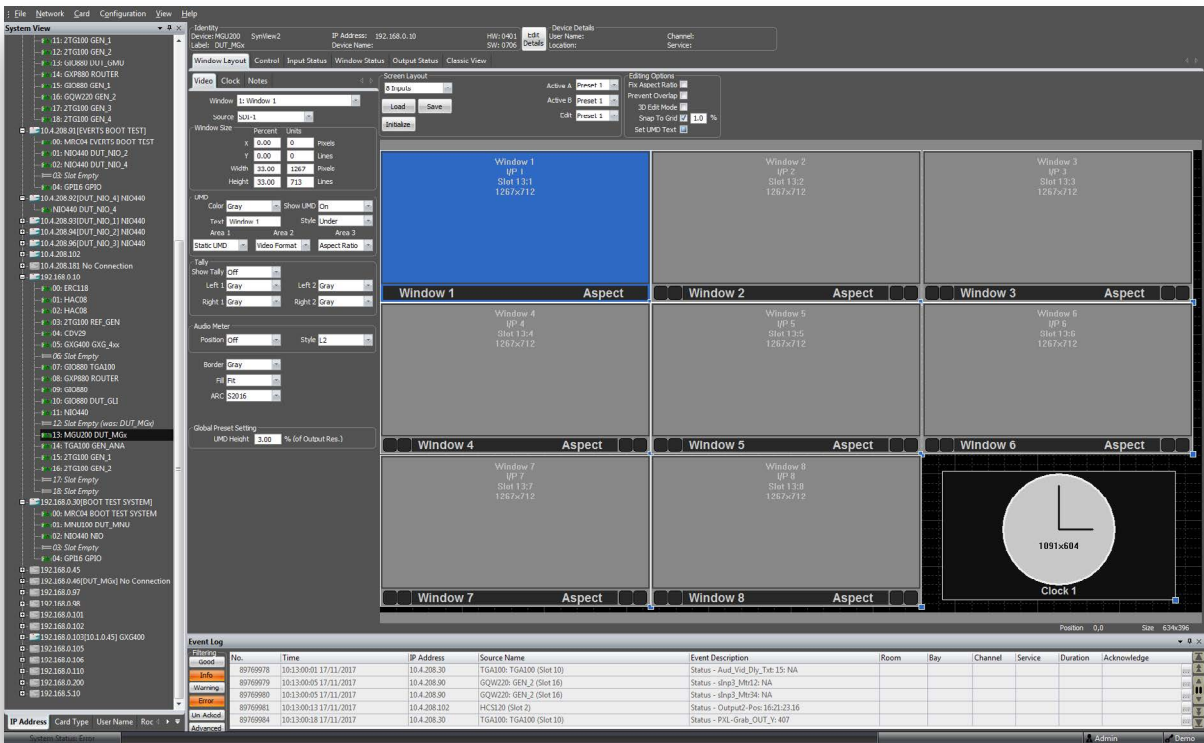 File Network Card Configuration View Help
System View
11: 2TG100 GEN_1
12: 2TG100 GEN_2
13: GIO880 DUT_GMU
14: GXP880 ROUTER
15: GIO880 GEN_1
16: GQW220 GEN_2
17: 2TG100 GEN_3
18: 2TG100 GEN_4
10.4.208.91[EVERTS BOOT TEST]
00: MRC04 EVERTS BOOT TEST
01: NIO440 DUT_NIO_2
02: NIO440 DUT_NIO_4
03: Slot Empty
04: GPI16 GPIO
10.4.208.92[DUT_NIO_4] NIO440
NIO440 DUT_NIO_4
10.4.208.93[DUT_NIO_1] NIO440
10.4.208.94[DUT_NIO_2] NIO440
10.4.208.96[DUT_NIO_3] NIO440
10.4.208.102
10.4.208.181 No Connection
192.168.0.10
00: ERC118
01: HAC08
02: HAC08
03: 2TG100 REF_GEN
04: CDV29
05: GXG400 GXG_4xx
06: Slot Empty
07: GIO880 TGA100
08: GXP880 ROUTER
09: GIO880
10: GIO880 DUT_GLI
11: NIO440
12: Slot Empty (was: DUT_MGx)
13: MGU200 DUT_MGx
14: TGA100 GEN_ANA
15: 2TG100 GEN_1
16: 2TG100 GEN_2
17: Slot Empty
18: Slot Empty
192.168.0.30[BOOT TEST SYSTEM]
00: MRC04 BOOT TEST SYSTEM
01: MNU100 DUT_MNU
02: NIO440 NIO
03: Slot Empty
04: GPI16 GPIO
192.168.0.45
192.168.0.46[DUT_MGx] No Connection
192.168.0.97
192.168.0.98
192.168.0.101
192.168.0.102
192.168.0.103[10.1.0.45] GXG400
192.168.0.105
192.168.0.106
192.168.0.110
192.168.0.200
192.168.5.10
IP Address Card Type User Name
System Status: Error
Identity
Device: MGU200 SynView2 IP Address: 192.168.0.10 HW: 0401
Label: DUT_MGx Device Name: SW: 0706
Edit Details
Device Details
User Name: Channel:
Location: Service:
Window Layout Control Input Status Window Status Output Status Classic View
Video Clock Notes
Window 1: Window 1
Source SDI-1
Window Size
Percent Units
X 0.00 0 Pixels
Y 0.00 0 Lines
Width 33.00 1267 Pixels
Height 33.00 713 Lines
UMD
Color Gray Show UMD On
Text Window 1 Style Under
Area 1 Area 2 Area 3
Static UMD Video Format Aspect Ratio
Tally
Show Tally Off
Left 1 Gray Left 2 Gray
Right 1 Gray Right 2 Gray
Audio Meter
Position Off Style L2
Border Gray
Fill Fit
ARC S2016
Global Preset Setting
UMD Height 3.00 % (of Output Res.)
Screen Layout
8 Inputs
Load Save
Initialize
Active A Preset 1
Active B Preset 1
Edit Preset 1
Editing Options
Fix Aspect Ratio
Prevent Overlap
3D Edit Mode
Snap To Grid 1.0 %
Set UMD Text
Window 1
I/P 1
Slot 13:1
1267x712
Window 1 Aspect
Window 2
I/P 2
Slot 13:2
1267x712
Window 2 Aspect
Window 3
I/P 3
Slot 13:3
1267x712
Window 3 Aspect
Window 4
I/P 4
Slot 13:4
1267x712
Window 4 Aspect
Window 5
I/P 5
Slot 13:5
1267x712
Window 5 Aspect
Window 6
I/P 6
Slot 13:6
1267x712
Window 6 Aspect
Window 7
I/P 7
Slot 13:7
1267x712
Window 7 Aspect
Window 8
I/P 8
Slot 13:8
1267x712
Window 8 Aspect
1091x604
Clock 1
Position 0,0 Size 634x396
Event Log
Filtering
Good
Info
Warning
Error
Un Acked
Advanced
No. Time IP Address Source Name Event Description Room Bay Channel Service Duration Acknowledge
89769978 10:13:00:01 17/11/2017 10.4.208.30 TGA100: TGA100 (Slot 10) Status - Aud_Vid_Dly_Txt: 15: NA
89769979 10:13:00:05 17/11/2017 10.4.208.90 GQW220: GEN_2 (Slot 16) Status - sInp3_Mtr12: NA
89769980 10:13:00:05 17/11/2017 10.4.208.90 GQW220: GEN_2 (Slot 16) Status - sInp3_Mtr34: NA
89769981 10:13:00:13 17/11/2017 10.4.208.102 HCS120 (Slot 2) Status - Output2-Pos: 16:21:23.16
89769984 10:13:00:18 17/11/2017 10.4.208.30 TGA100: TGA100 (Slot 10) Status - PXL-Grab_OUT_Y: 407
Admin Demo